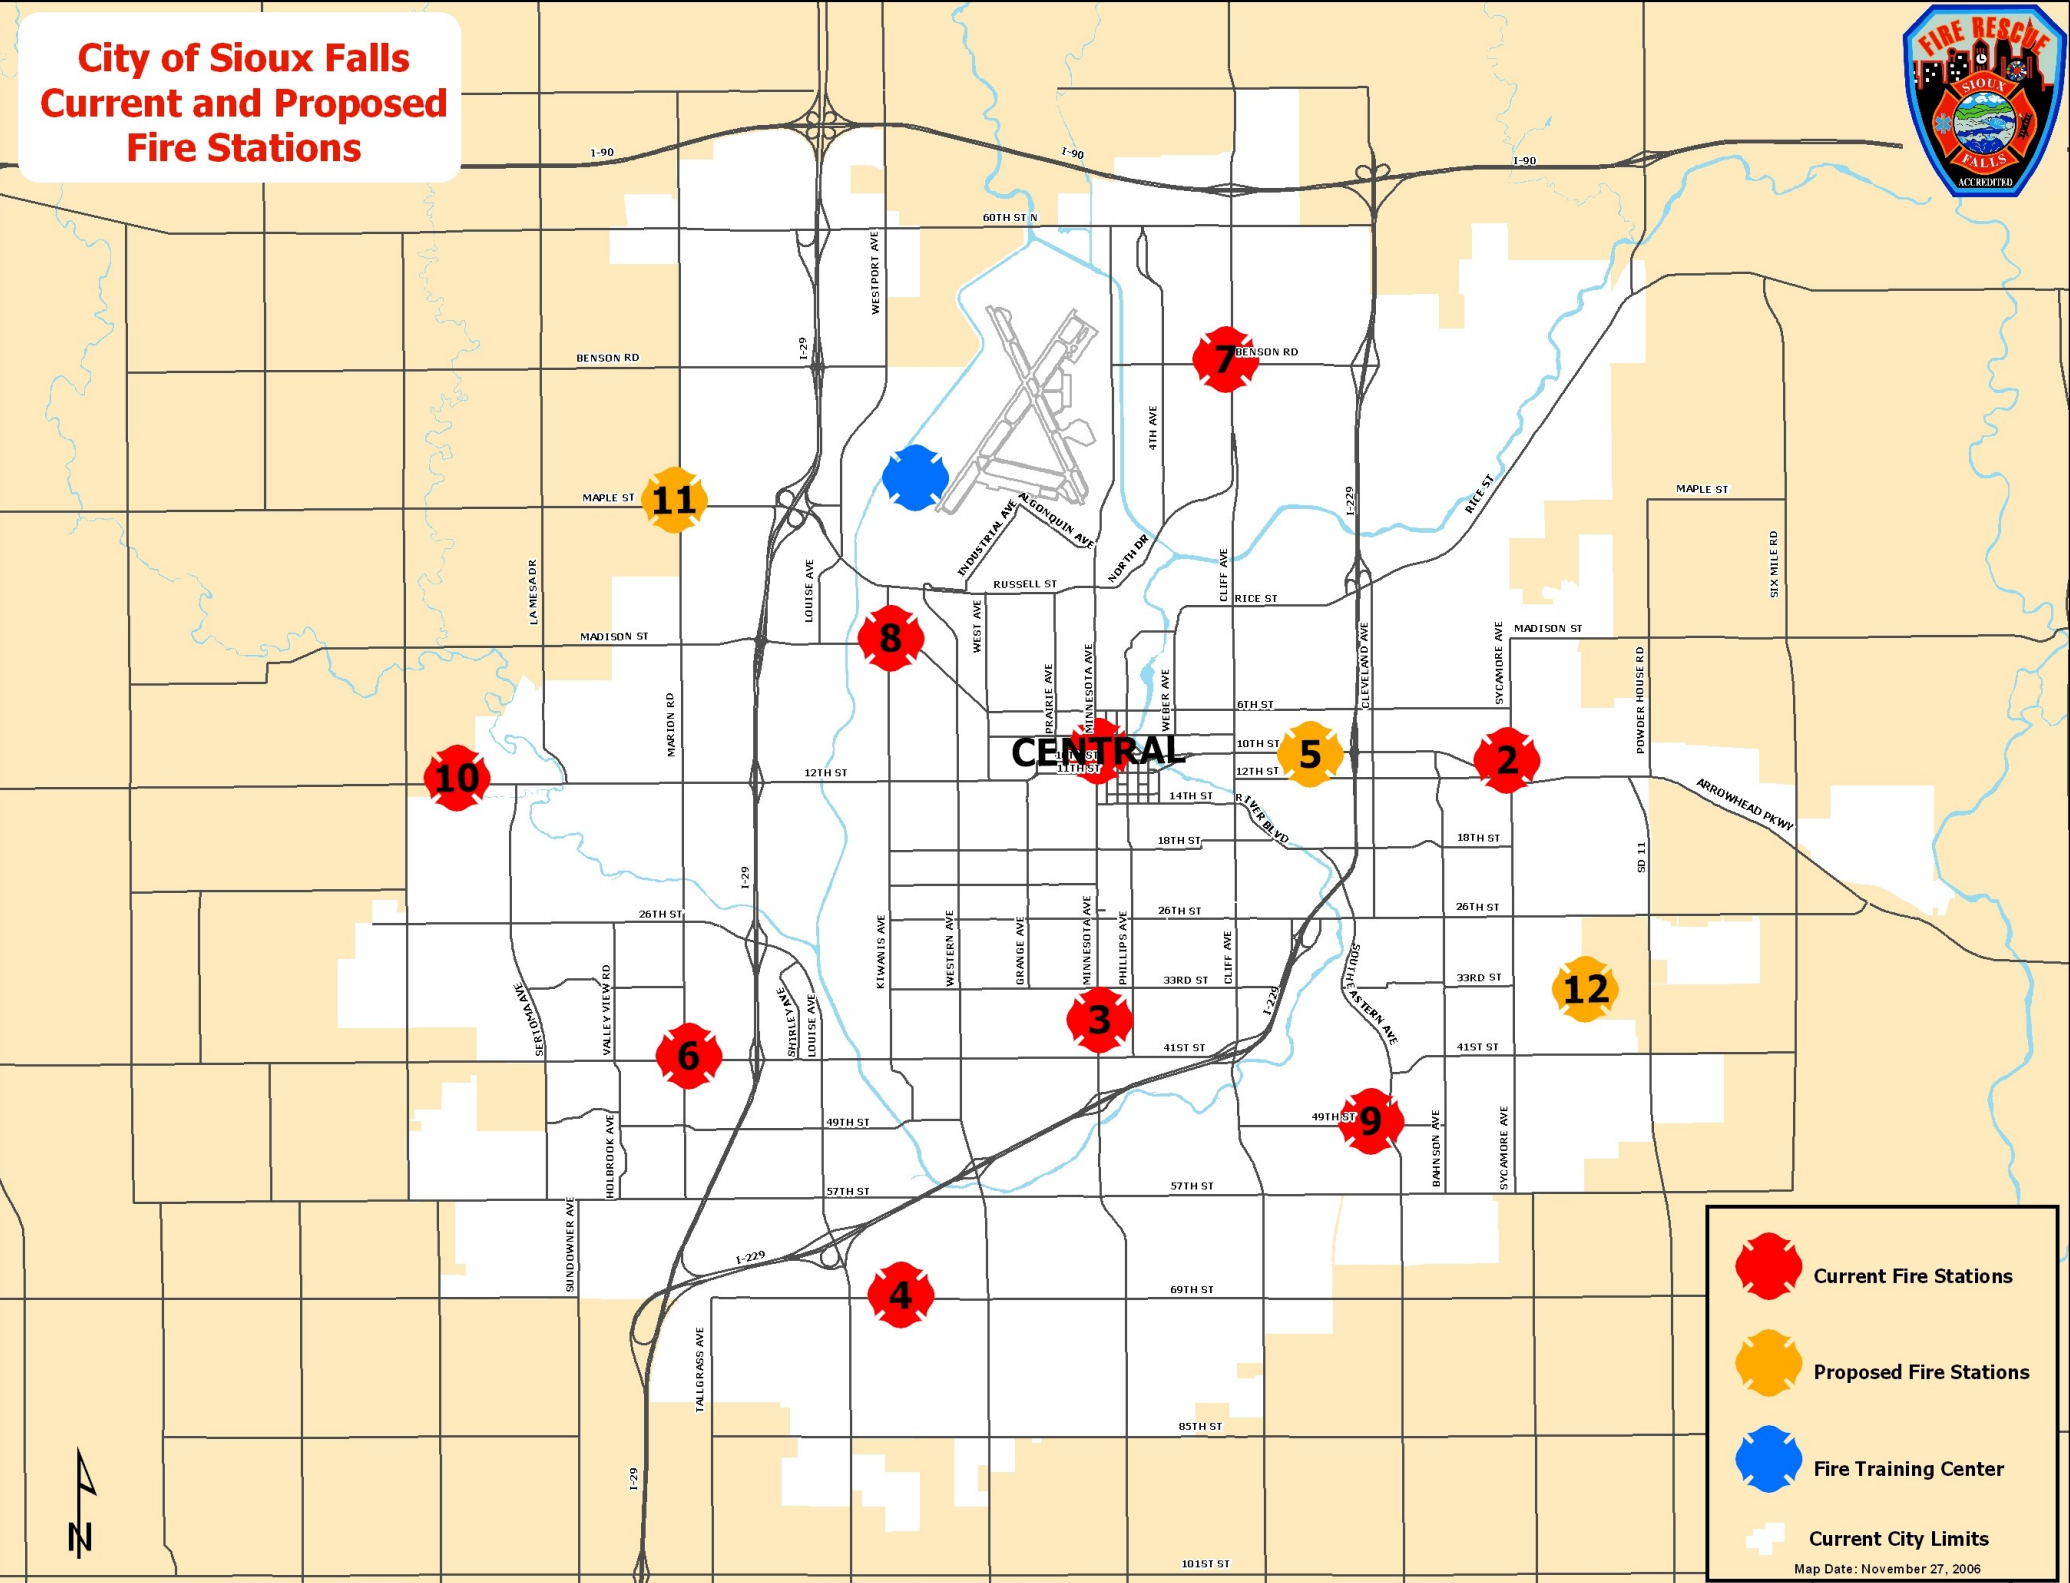 City of Sioux Falls
Current and Proposed
Fire Stations
FIRE RESCUE
SIOUX
FALLS
ACCREDITED
I-90
I-90
I-90
60TH ST N
WESTPORT AVE
I-29
BENSON RD
7
BENSON RD
4TH AVE
11
MAPLE ST
I-229
RICE ST
MAPLE ST
ALGONQUIN AVE
INDUSTRIAL AVE
NORTH DR
LA MESA DR
LOUISE AVE
RUSSELL ST
CLIFF AVE
RICE ST
SIX MILE RD
8
MADISON ST
WEST AVE
MADISON ST
CLEVELAND AVE
SYCAMORE AVE
POWDER HOUSE RD
PRAIRIE AVE
MINNESOTA AVE
WEBER AVE
MARION RD
6TH ST
10TH ST
CENTRAL
10TH ST
11TH ST
5
2
10
12TH ST
12TH ST
14TH ST
RIVER BLVD
ARROWHEAD PKWY
18TH ST
18TH ST
SD 11
I-29
26TH ST
26TH ST
26TH ST
KIWANIS AVE
WESTERN AVE
GRANGE AVE
MINNESOTA AVE
PHILLIPS AVE
CLIFF AVE
SOUTHEASTERN AVE
33RD ST
33RD ST
12
SERTOMA AVE
VALLEY VIEW RD
SHIRLEY AVE
LOUISE AVE
I-229
3
41ST ST
41ST ST
6
49TH ST
49TH ST
9
HOLBROOK AVE
BAHNSON AVE
SYCAMORE AVE
57TH ST
57TH ST
SUNDOWNER AVE
I-229
4
69TH ST
TALLGRASS AVE
85TH ST
I-29
101ST ST
N
Current Fire Stations
Proposed Fire Stations
Fire Training Center
Current City Limits
Map Date: November 27, 2006